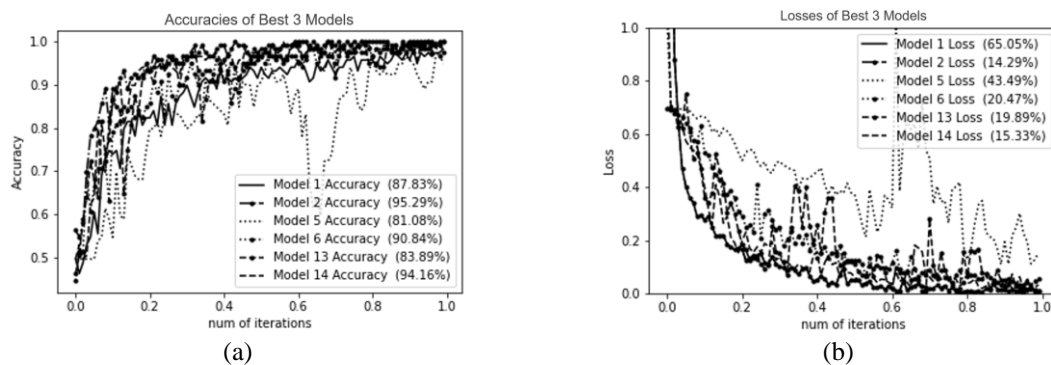 Accuracies of Best 3 Models
1.0
0.9
0.8
0.7
0.6
0.5
Accuracy
Model 1 Accuracy (87.83%)
Model 2 Accuracy (95.29%)
Model 5 Accuracy (81.08%)
Model 6 Accuracy (90.84%)
Model 13 Accuracy (83.89%)
Model 14 Accuracy (94.16%)
0.0 0.2 0.4 0.6 0.8 1.0
num of iterations
(a)
Losses of Best 3 Models
1.0
0.8
0.6
0.4
0.2
0.0
Loss
Model 1 Loss (65.05%)
Model 2 Loss (14.29%)
Model 5 Loss (43.49%)
Model 6 Loss (20.47%)
Model 13 Loss (19.89%)
Model 14 Loss (15.33%)
0.0 0.2 0.4 0.6 0.8 1.0
num of iterations
(b)